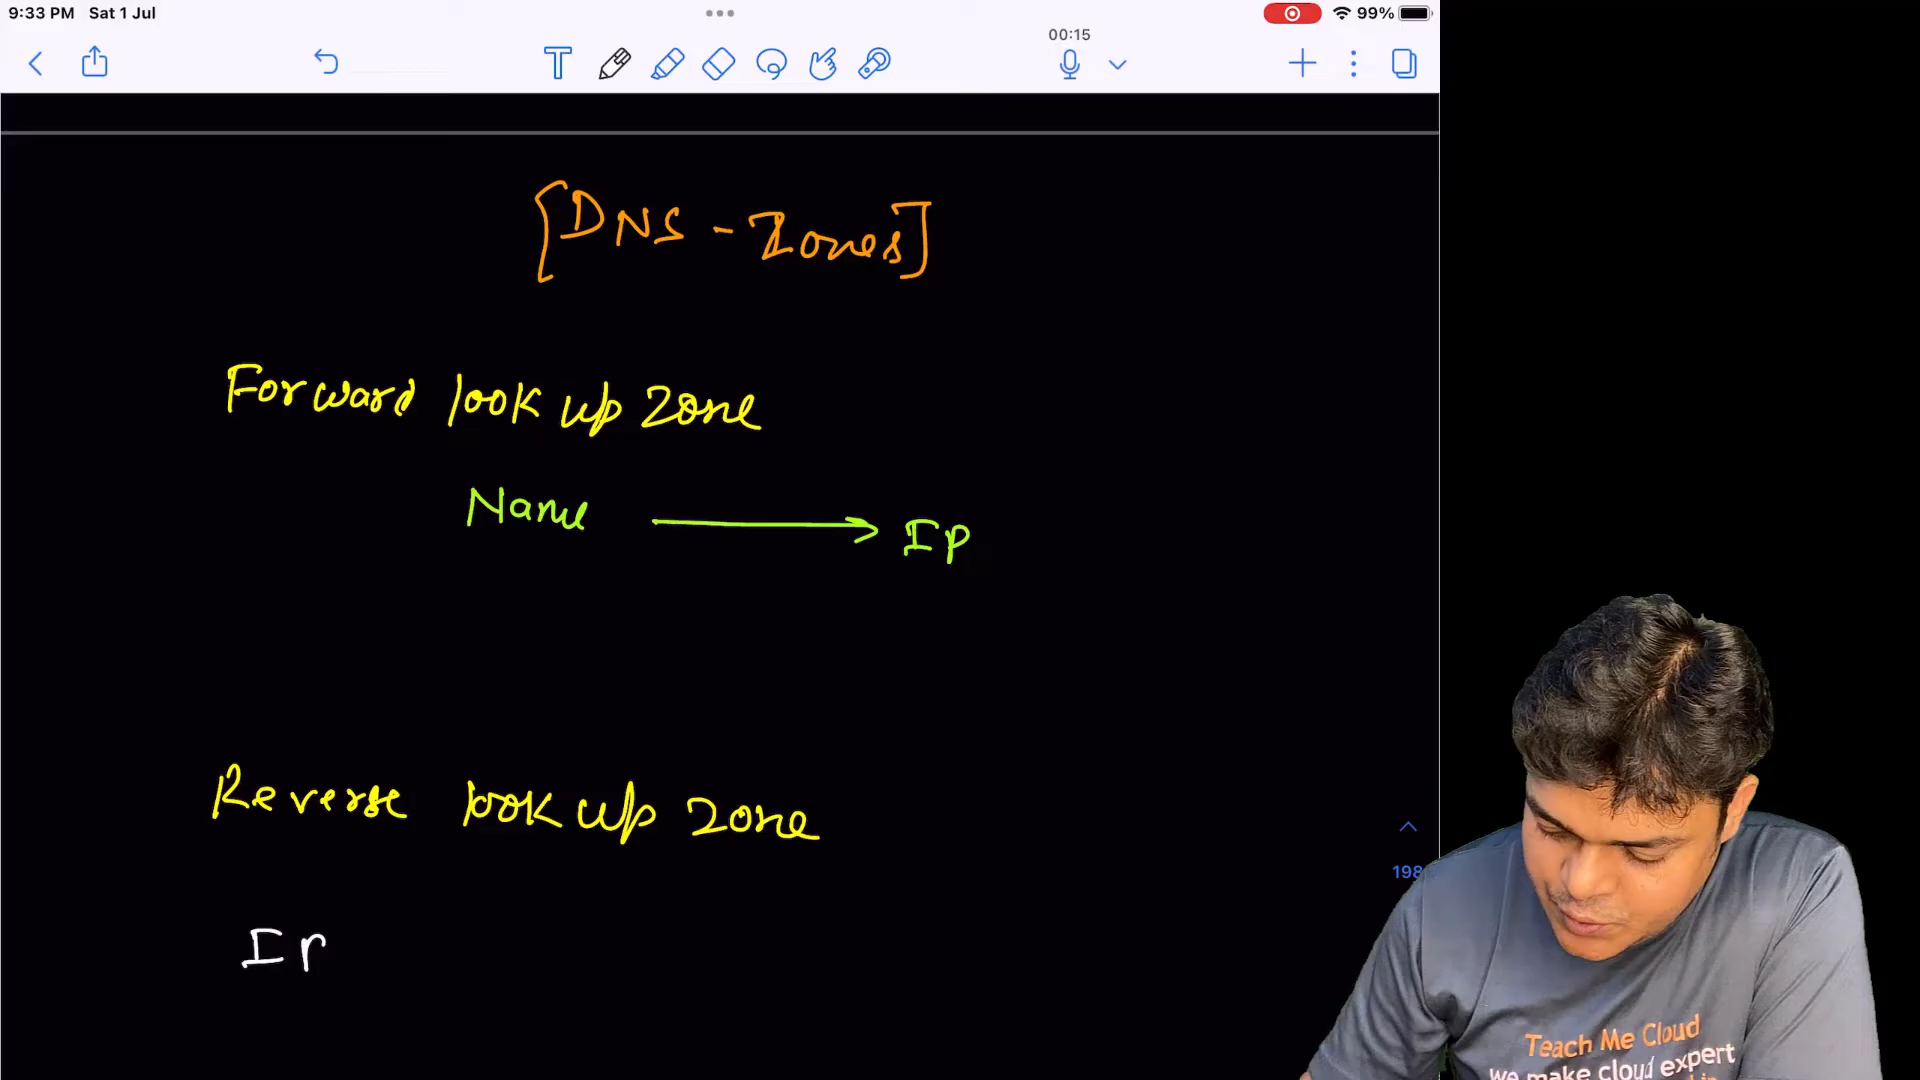 9:33 PM Sat 1 Jul
99%
00:15
[DNS - Zones]
Forward look up zone
Name → Ip
Reverse look up zone
198
Ip
Teach Me Cloud
we make cloud expert